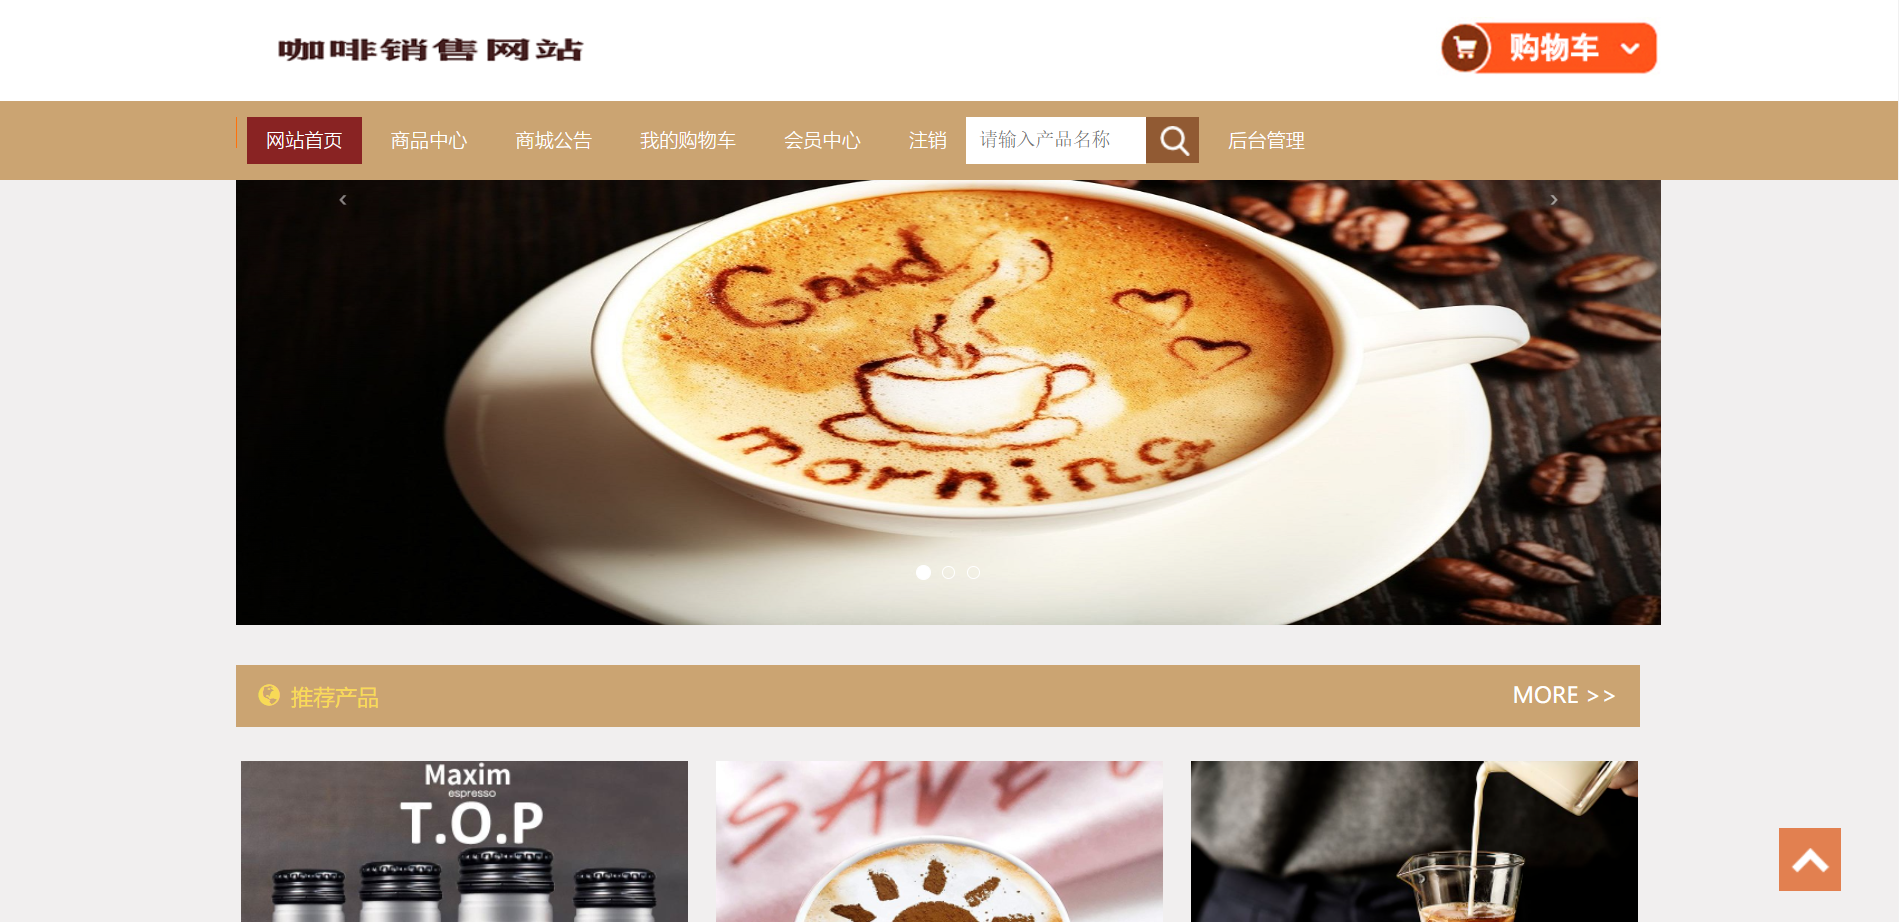 咖啡销售网站
购物车
网站首页 商品中心 商城公告 我的购物车 会员中心 注销 请输入产品名称 后台管理
Good
morning
推荐产品 MORE >>
Maxim
espresso
T.O.P
SAVE